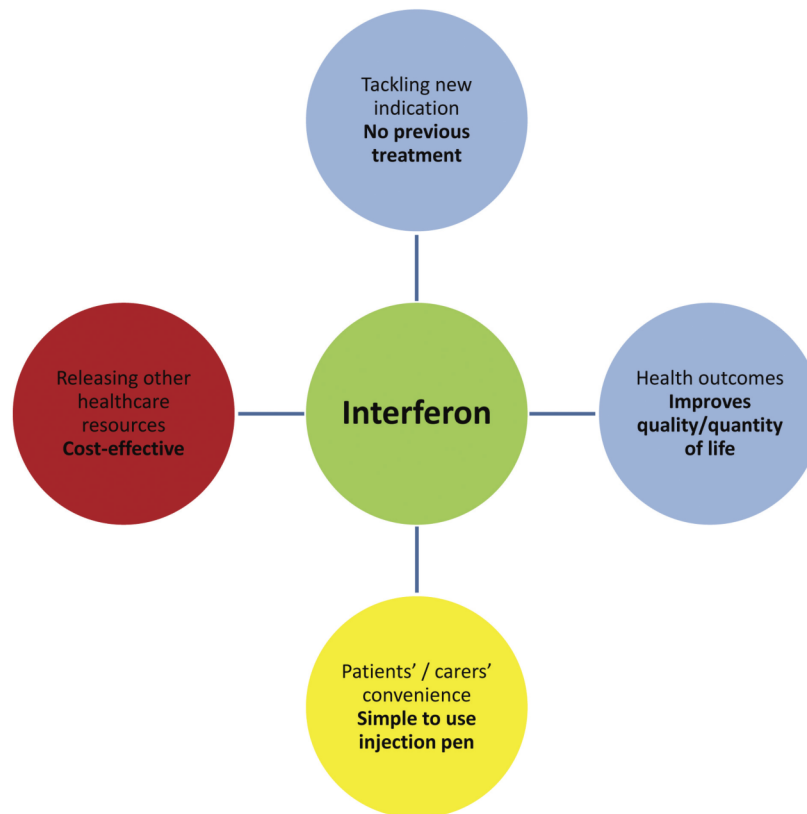 Tackling new
indication
No previous
treatment
Releasing other
healthcare
resources
Cost-effective
Interferon
Health outcomes
Improves
quality/quantity
of life
Patients’ / carers’
convenience
Simple to use
injection pen